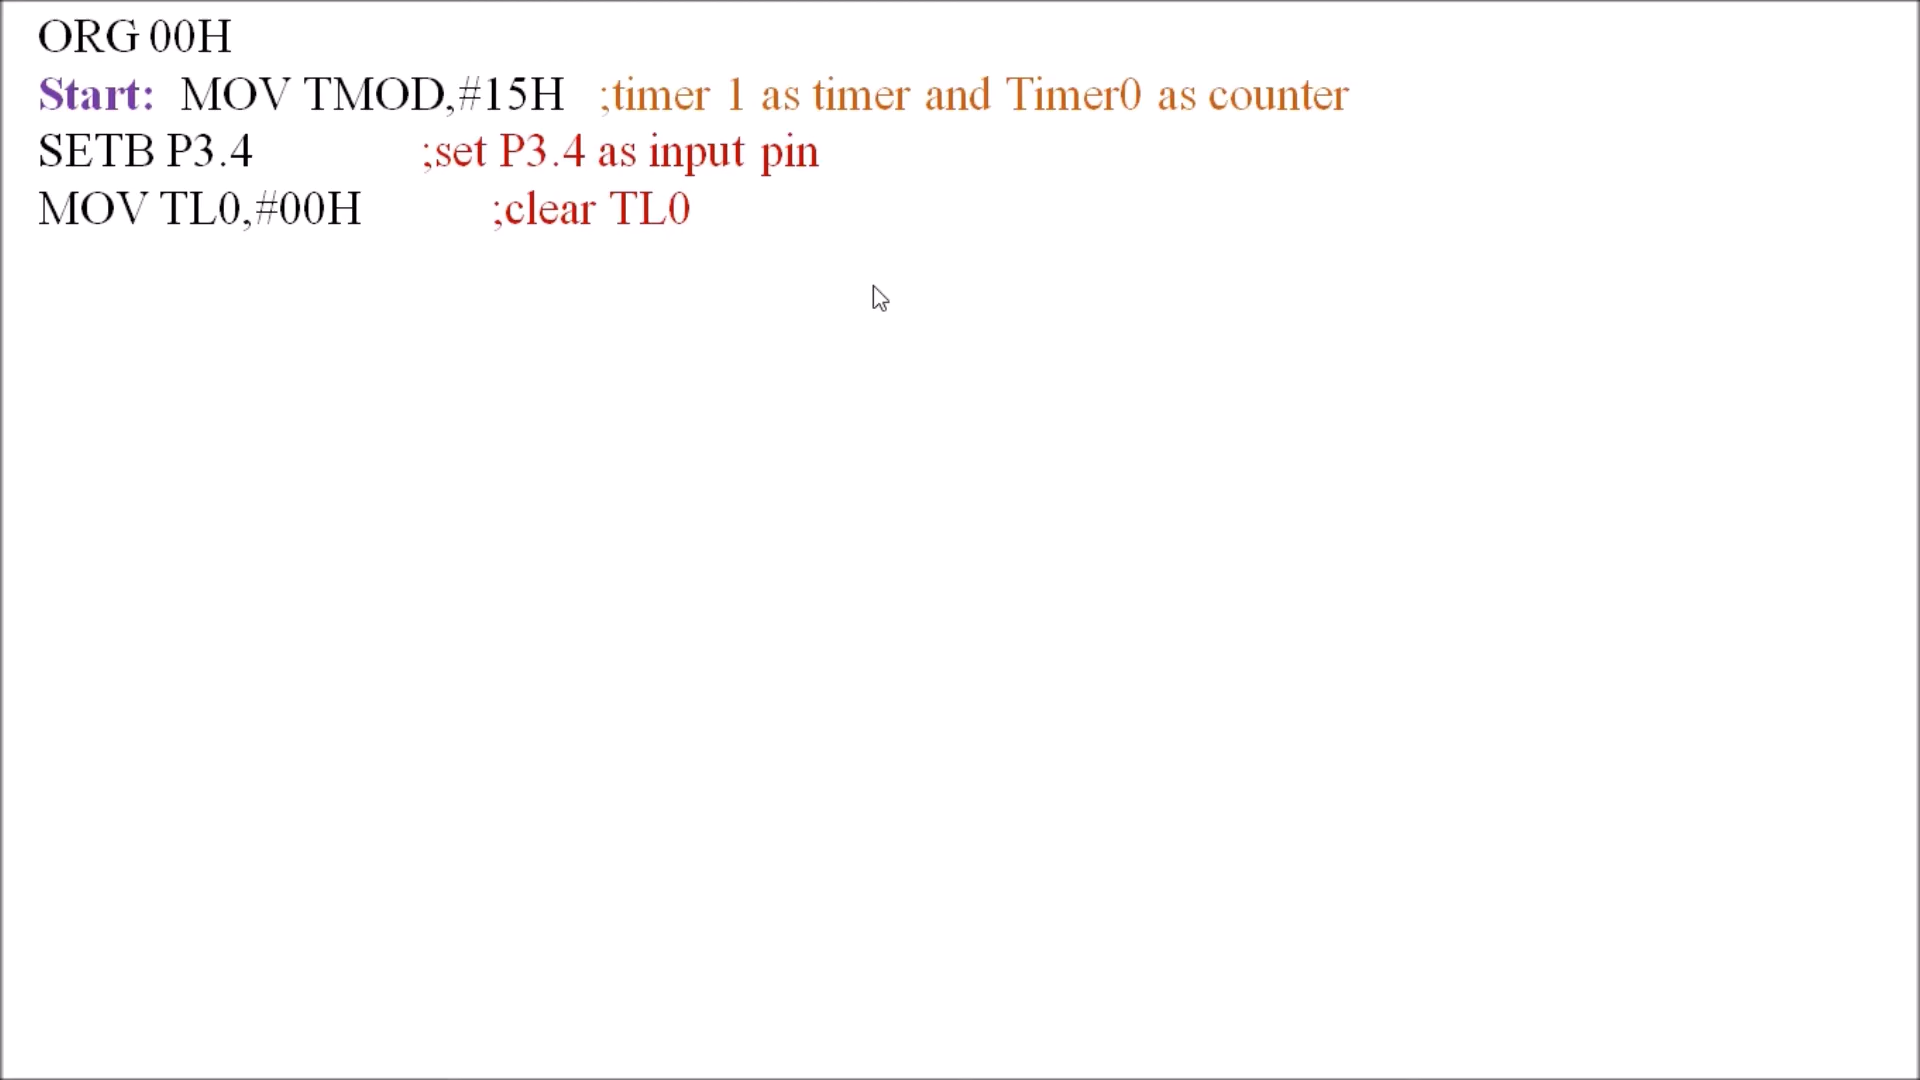 ORG 00H
Start: MOV TMOD,#15H ;timer 1 as timer and Timer0 as counter
SETB P3.4 ;set P3.4 as input pin
MOV TL0,#00H ;clear TL0